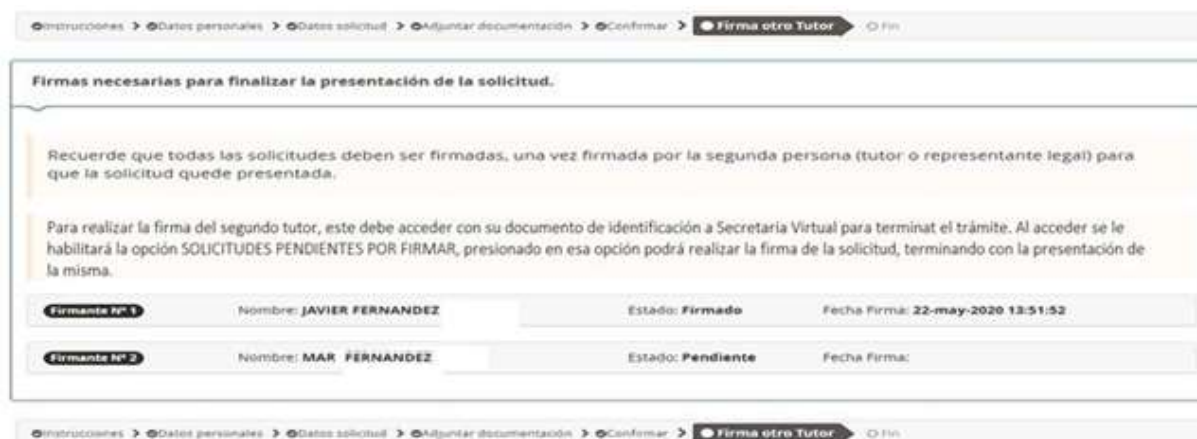 Instrucciones > Datos personales > Datos solicitud > Adjuntar documentación > Confirmar > Firma otro Tutor Fin
Firmas necesarias para finalizar la presentación de la solicitud.
Recuerde que todas las solicitudes deben ser firmadas, una vez firmada por la segunda persona (tutor o representante legal) para
que la solicitud quede presentada.
Para realizar la firma del segundo tutor, este debe acceder con su documento de identificación a Secretaria Virtual para terminat el trámite. Al acceder se le
habilitará la opción SOLICITUDES PENDIENTES POR FIRMAR, presionado en esa opción podrá realizar la firma de la solicitud, terminando con la presentación de
la misma.
Firmante Nº 1 Nombre: JAVIER FERNANDEZ Estado: Firmado Fecha Firma: 22-may-2020 13:51:52
Firmante Nº 2 Nombre: MAR FERNANDEZ Estado: Pendiente Fecha Firma:
Instrucciones > Datos personales > Datos solicitud > Adjuntar documentación > Confirmar > Firma otro Tutor Fin